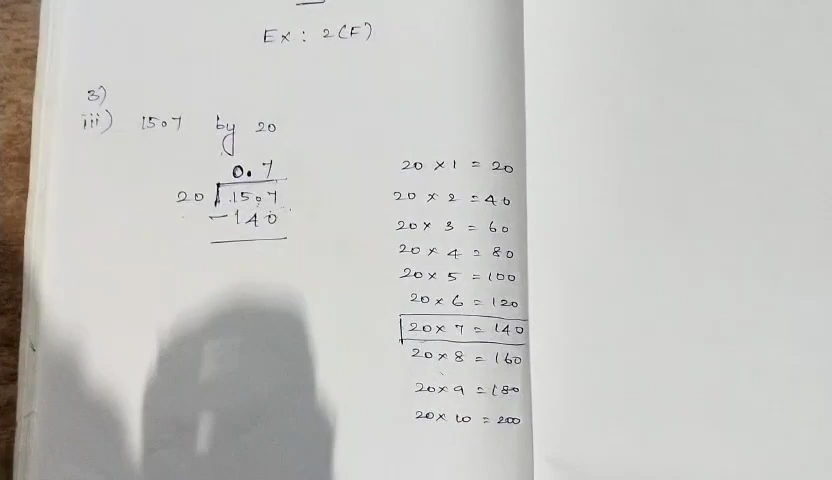 Ex: 2(F)
3)
iii) 15.7 by 20
0.7
20 15.7
-140
20 × 1 = 20
20 × 2 = 40
20 × 3 = 60
20 × 4 = 80
20 × 5 = 100
20 × 6 = 120
20 × 7 = 140
20 × 8 = 160
20 × 9 = 180
20 × 10 = 200